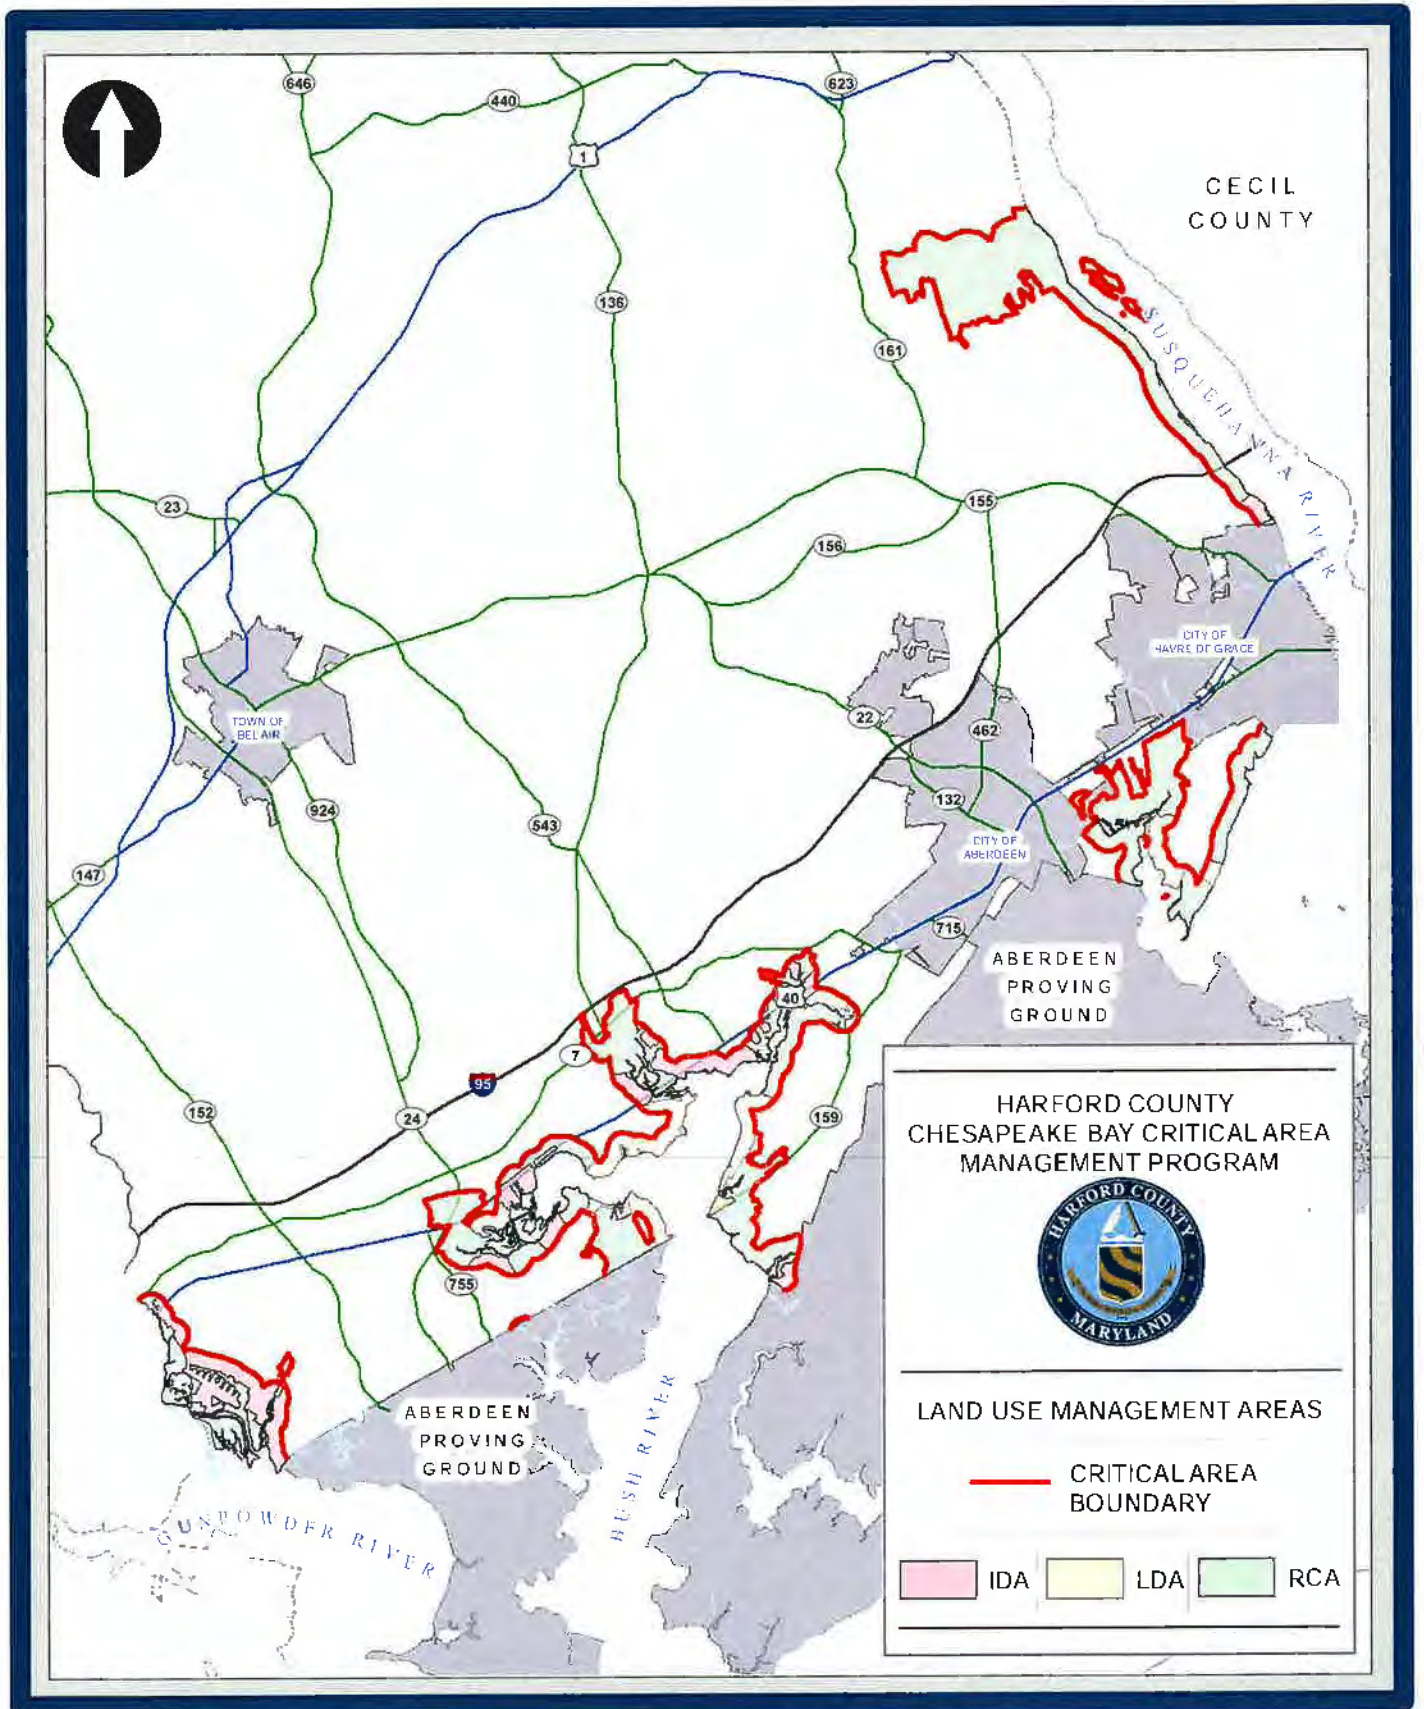 646
440
623
1
CECIL
COUNTY
136
161
SUSQUEHANNA RIVER
23
155
156
CITY OF
HAVRE DE GRACE
TOWN OF
BEL AIR
22
462
924
543
132
CITY OF
ABERDEEN
147
715
ABERDEEN
PROVING
GROUND
40
7
95
152
24
159
755
HARFORD COUNTY
CHESAPEAKE BAY CRITICAL AREA
MANAGEMENT PROGRAM
HARFORD COUNTY
MARYLAND
LAND USE MANAGEMENT AREAS
ABERDEEN
PROVING
GROUND
BUSH RIVER
CRITICAL AREA
BOUNDARY
GUNPOWDER RIVER
IDA
LDA
RCA